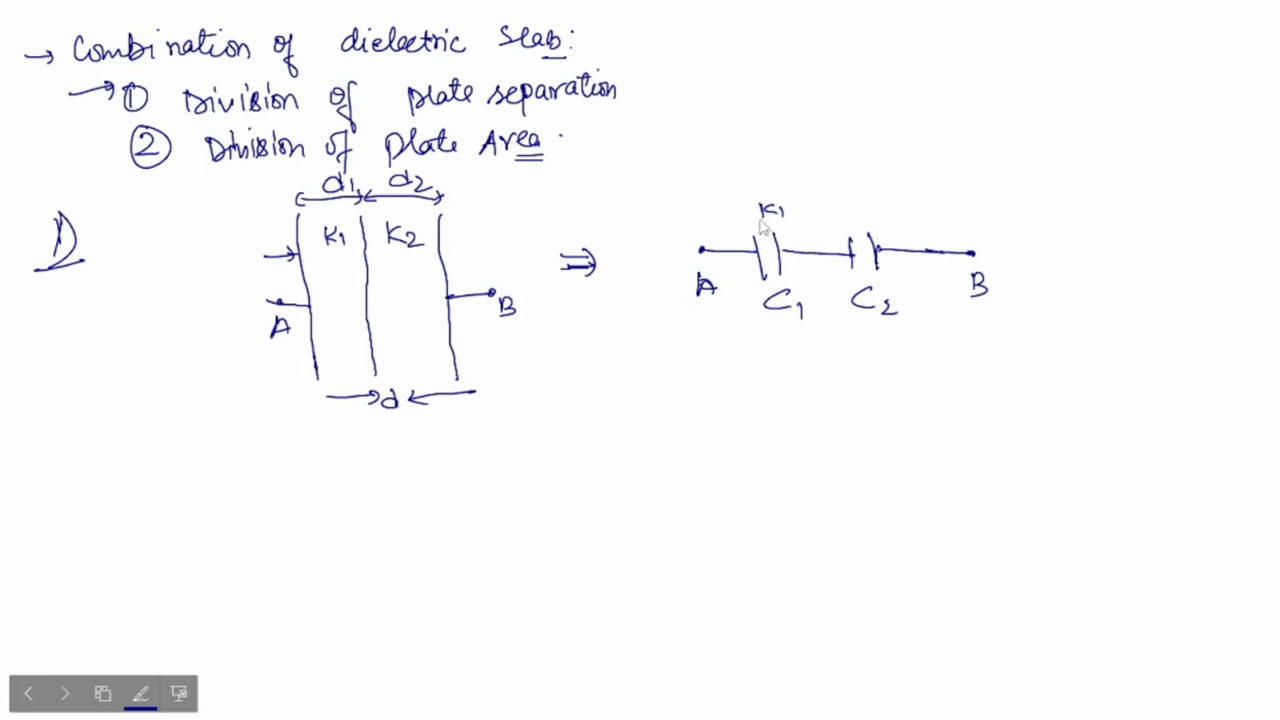 → Combination of dielectric slab:
→ ① Division of plate separation
② Division of plate Area.
d1 d2
1)
K1 K2
A
B
d
⇒
K1
A
B
C1 C2